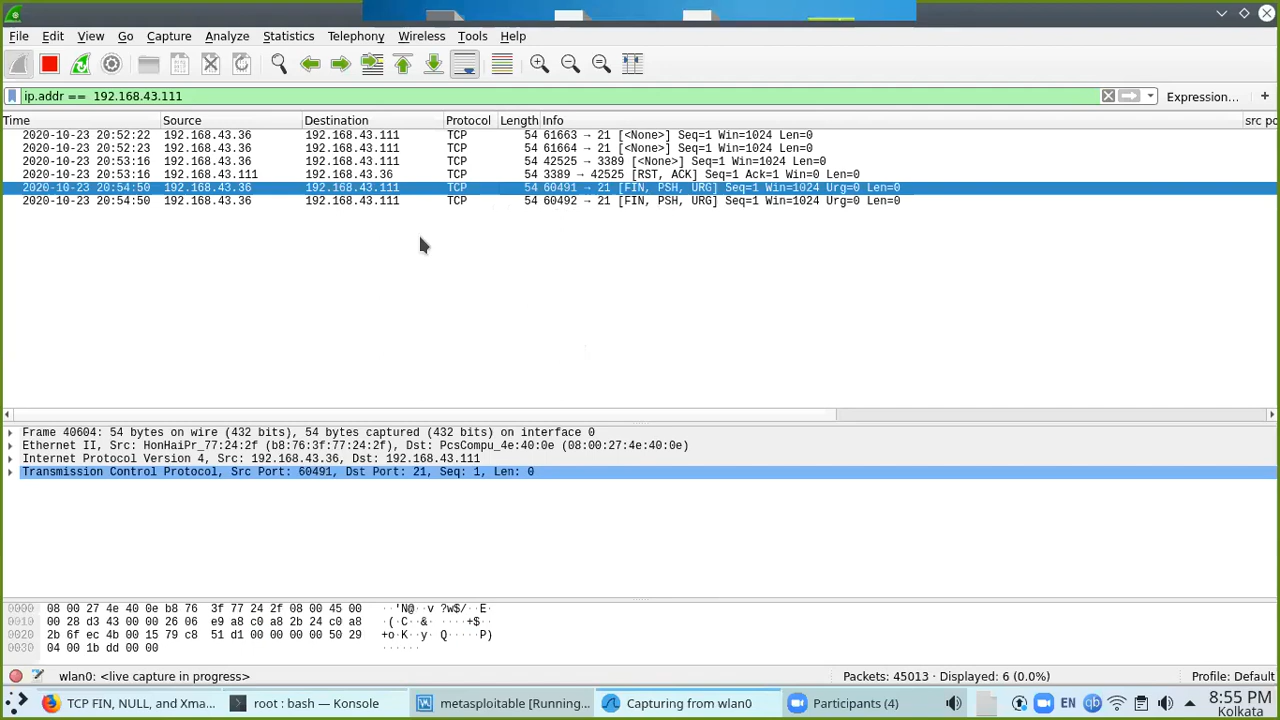 File Edit View Go Capture Analyze Statistics Telephony Wireless Tools Help
ip.addr == 192.168.43.111
Expression...
Time Source Destination Protocol Length Info src po
2020-10-23 20:52:22 192.168.43.36 192.168.43.111 TCP 54 61663 → 21 [<None>] Seq=1 Win=1024 Len=0
2020-10-23 20:52:23 192.168.43.36 192.168.43.111 TCP 54 61664 → 21 [<None>] Seq=1 Win=1024 Len=0
2020-10-23 20:53:16 192.168.43.36 192.168.43.111 TCP 54 42525 → 3389 [<None>] Seq=1 Win=1024 Len=0
2020-10-23 20:53:16 192.168.43.111 192.168.43.36 TCP 54 3389 → 42525 [RST, ACK] Seq=1 Ack=1 Win=0 Len=0
2020-10-23 20:54:50 192.168.43.36 192.168.43.111 TCP 54 60491 → 21 [FIN, PSH, URG] Seq=1 Win=1024 Urg=0 Len=0
2020-10-23 20:54:50 192.168.43.36 192.168.43.111 TCP 54 60492 → 21 [FIN, PSH, URG] Seq=1 Win=1024 Urg=0 Len=0
Frame 40604: 54 bytes on wire (432 bits), 54 bytes captured (432 bits) on interface 0
Ethernet II, Src: HonHaiPr_77:24:2f (b8:76:3f:77:24:2f), Dst: PcsCompu_4e:40:0e (08:00:27:4e:40:0e)
Internet Protocol Version 4, Src: 192.168.43.36, Dst: 192.168.43.111
Transmission Control Protocol, Src Port: 60491, Dst Port: 21, Seq: 1, Len: 0
0000 08 00 27 4e 40 0e b8 76 3f 77 24 2f 08 00 45 00 ··'N@··v ?w$/··E·
0010 00 28 d3 43 00 00 26 06 e9 a8 c0 a8 2b 24 c0 a8 ·(·C··&· ····+$··
0020 2b 6f ec 4b 00 15 79 c8 51 d1 00 00 00 00 50 29 +o·K··y· Q·····P)
0030 04 00 1b dd 00 00 ······
wlan0: <live capture in progress> Packets: 45013 · Displayed: 6 (0.0%) Profile: Default
TCP FIN, NULL, and Xma... root : bash — Konsole metasploitable [Running... Capturing from wlan0 Participants (4) EN qb 8:55 PM
Kolkata